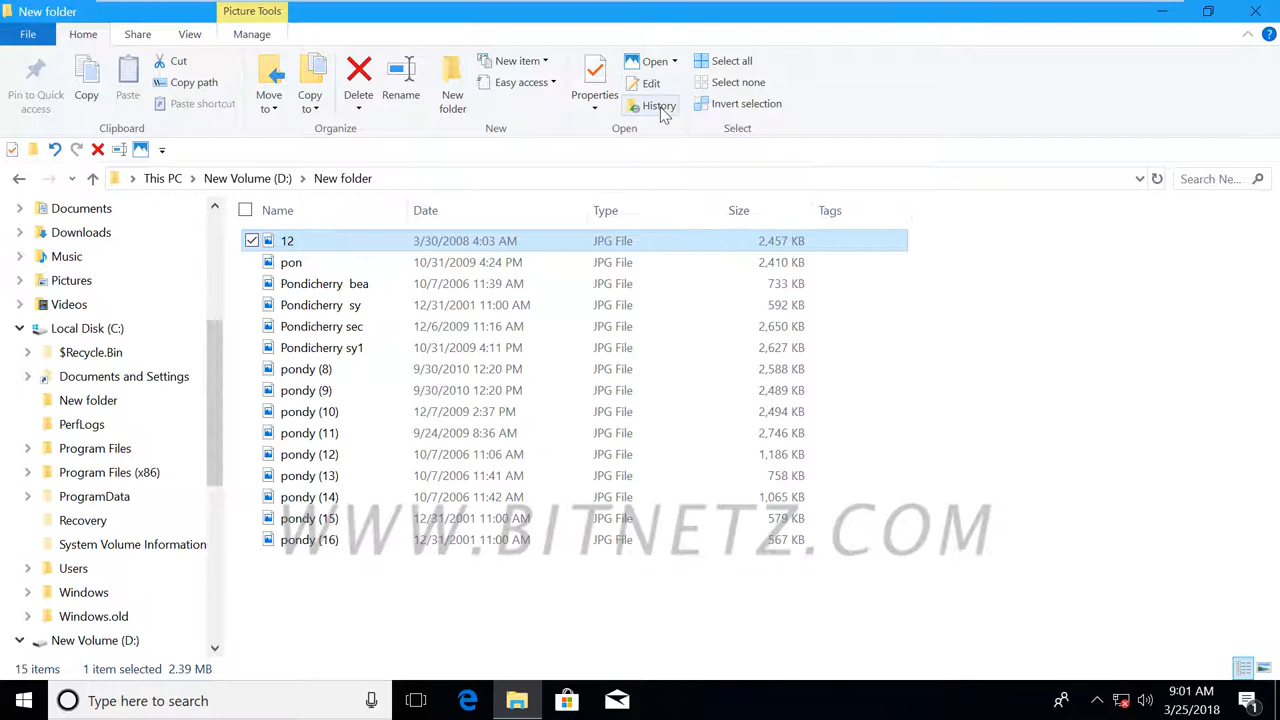 New folder
Picture Tools
File Home Share View Manage
Pin to Quick access
Copy
Paste
Cut
Copy path
Paste shortcut
Clipboard
Move to
Copy to
Delete
Rename
Organize
New folder
New item
Easy access
New
Properties
Open
Edit
History
Open
Select all
Select none
Invert selection
Select
This PC New Volume (D:) New folder
Search Ne...
Documents
Downloads
Music
Pictures
Videos
Local Disk (C:)
$Recycle.Bin
Documents and Settings
New folder
PerfLogs
Program Files
Program Files (x86)
ProgramData
Recovery
System Volume Information
Users
Windows
Windows.old
New Volume (D:)
Name Date Type Size Tags
12 3/30/2008 4:03 AM JPG File 2,457 KB
pon 10/31/2009 4:24 PM JPG File 2,410 KB
Pondicherry bea 10/7/2006 11:39 AM JPG File 733 KB
Pondicherry sy 12/31/2001 11:00 AM JPG File 592 KB
Pondicherry sec 12/6/2009 11:16 AM JPG File 2,650 KB
Pondicherry sy1 10/31/2009 4:11 PM JPG File 2,627 KB
pondy (8) 9/30/2010 12:20 PM JPG File 2,588 KB
pondy (9) 9/30/2010 12:20 PM JPG File 2,489 KB
pondy (10) 12/7/2009 2:37 PM JPG File 2,494 KB
pondy (11) 9/24/2009 8:36 AM JPG File 2,746 KB
pondy (12) 10/7/2006 11:06 AM JPG File 1,186 KB
pondy (13) 10/7/2006 11:41 AM JPG File 758 KB
pondy (14) 10/7/2006 11:42 AM JPG File 1,065 KB
pondy (15) 12/31/2001 11:00 AM JPG File 579 KB
pondy (16) 12/31/2001 11:00 AM JPG File 567 KB
WWW.BITNETZ.COM
15 items 1 item selected 2.39 MB
Type here to search
9:01 AM
3/25/2018
1